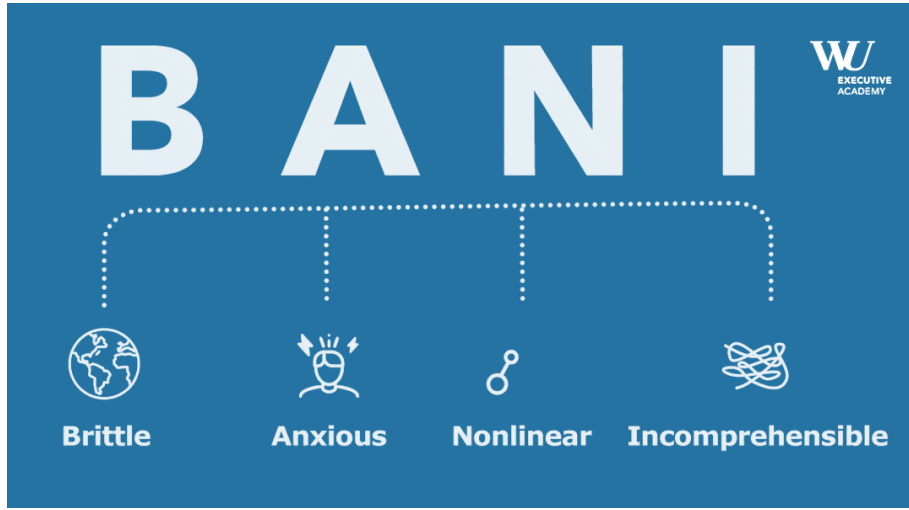 B A N I
WU
EXECUTIVE
ACADEMY
Brittle
Anxious
Nonlinear
Incomprehensible